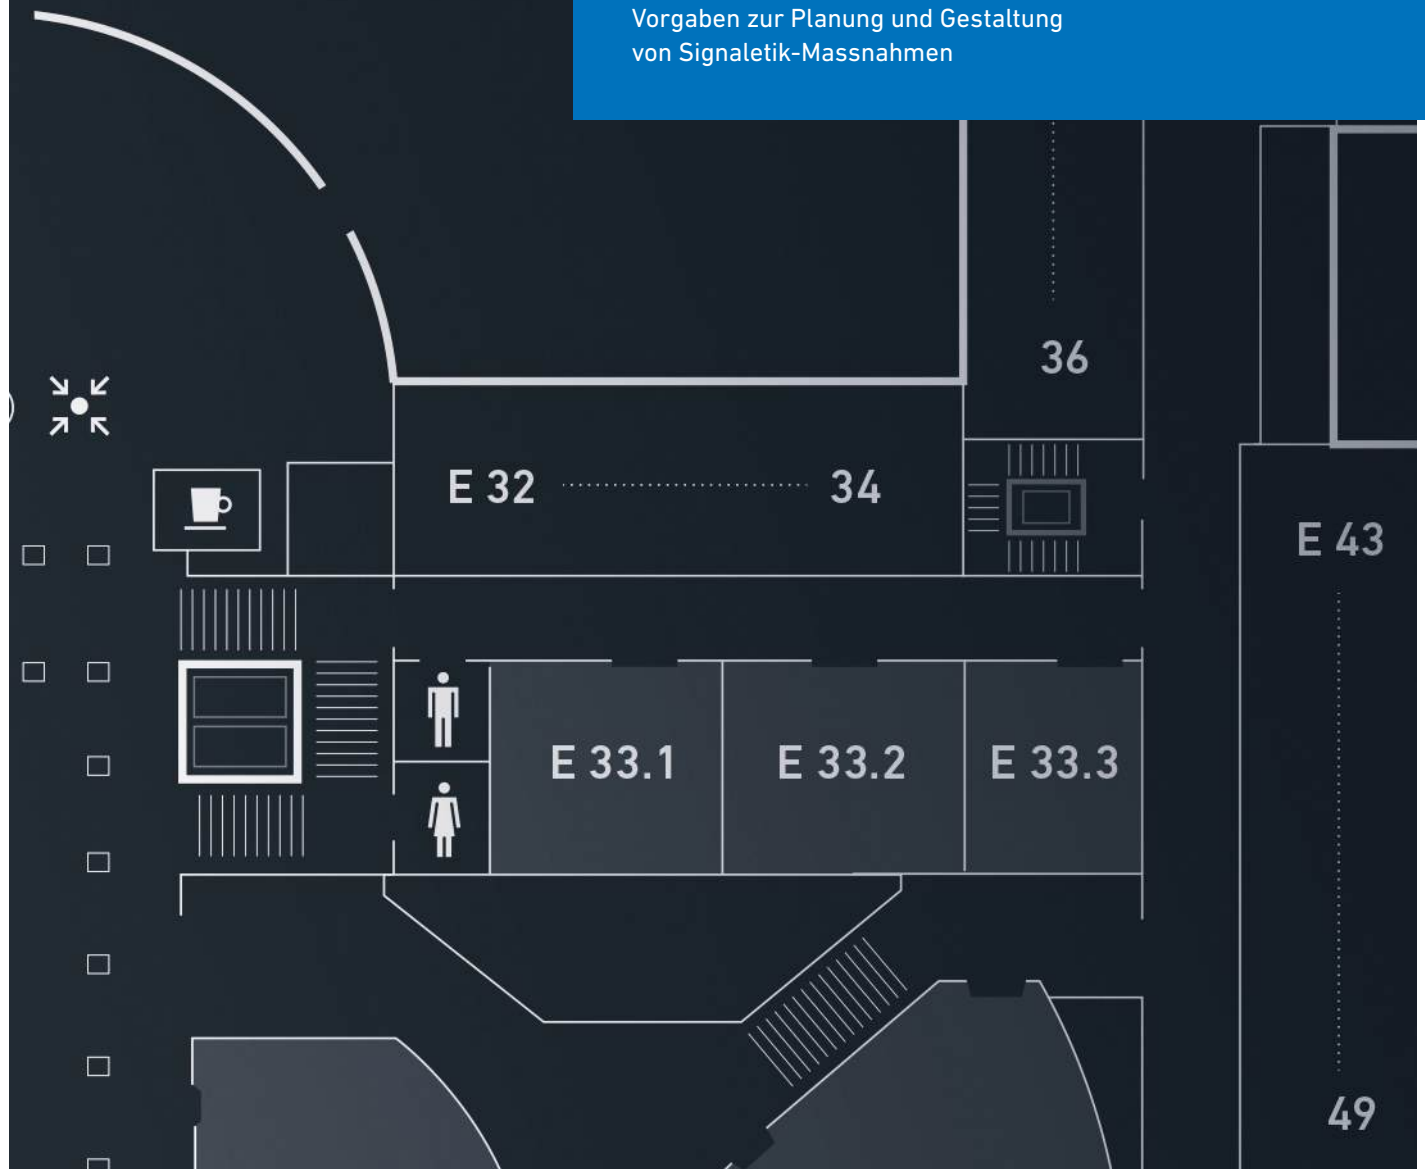 Vorgaben zur Planung und Gestaltung
von Signaletik-Massnahmen
36
E 32 34
E 43
E 33.1 E 33.2 E 33.3
49